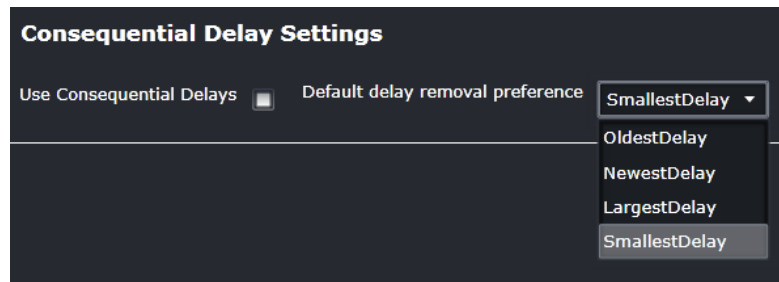 Consequential Delay Settings
Use Consequential Delays Default delay removal preference SmallestDelay
OldestDelay
NewestDelay
LargestDelay
SmallestDelay